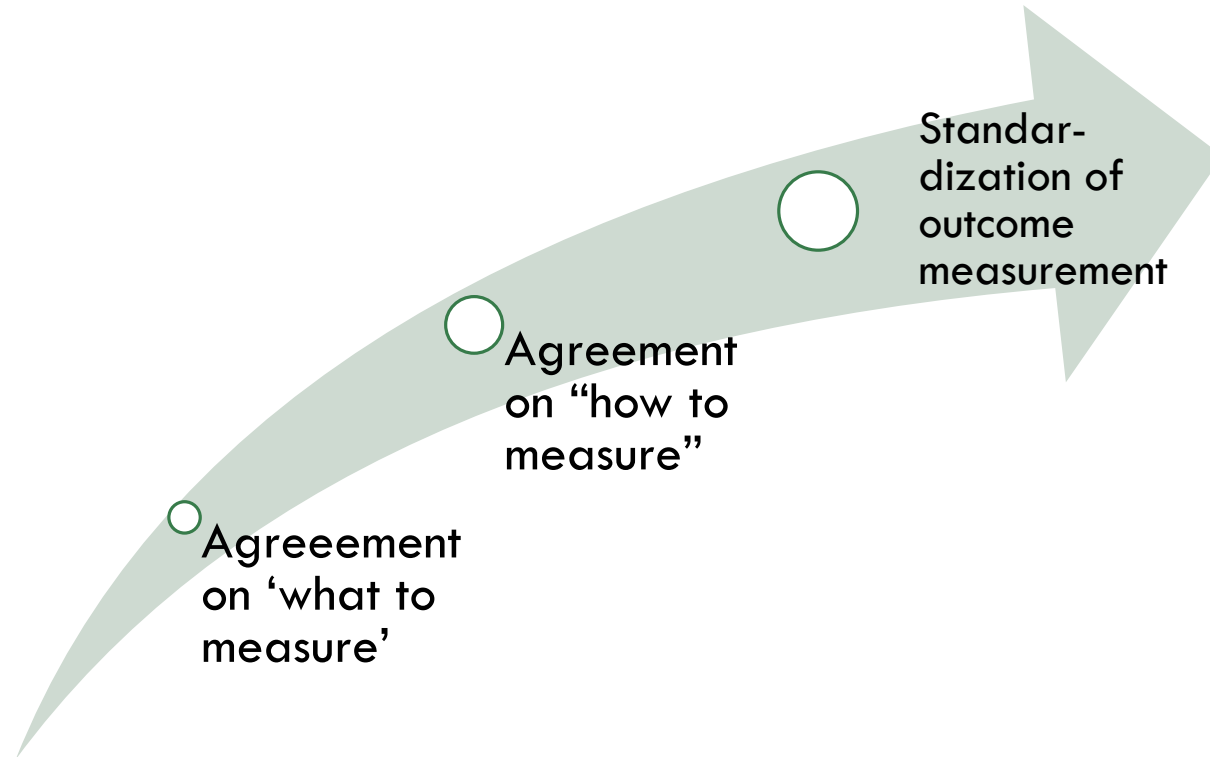 Standar-
dization of
outcome
measurement
Agreement
on “how to
measure”
Agreeement
on ‘what to
measure’